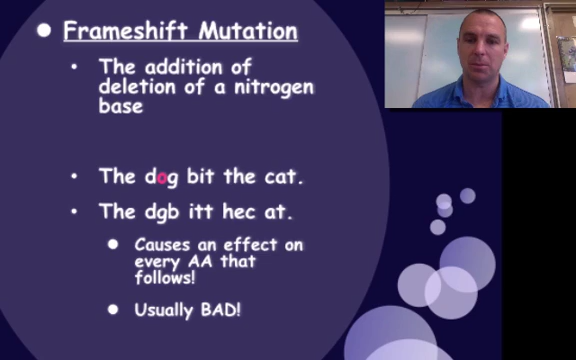 Frameshift Mutation
The addition of
deletion of a nitrogen
base
The dog bit the cat.
The dgb itt hec at.
Causes an effect on
every AA that
follows!
Usually BAD!